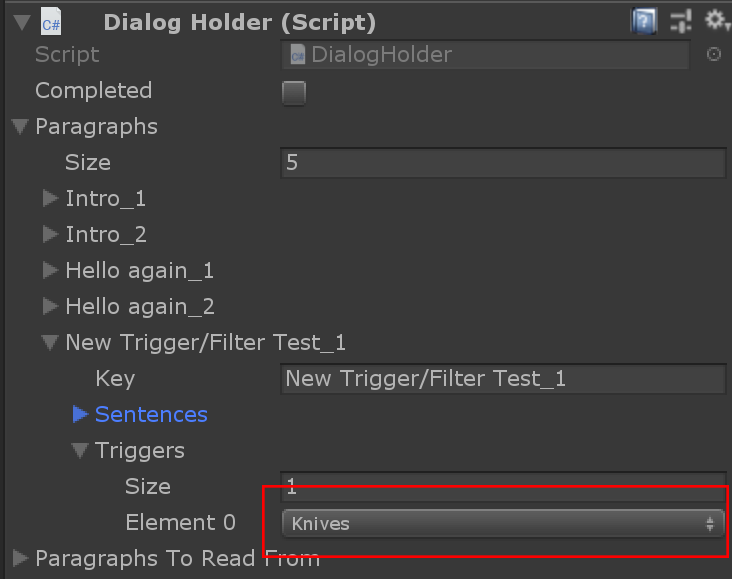 C# Dialog Holder (Script)
Script C# DialogHolder
Completed
Paragraphs
Size 5
Intro_1
Intro_2
Hello again_1
Hello again_2
New Trigger/Filter Test_1
Key New Trigger/Filter Test_1
Sentences
Triggers
Size 1
Element 0 Knives
Paragraphs To Read From